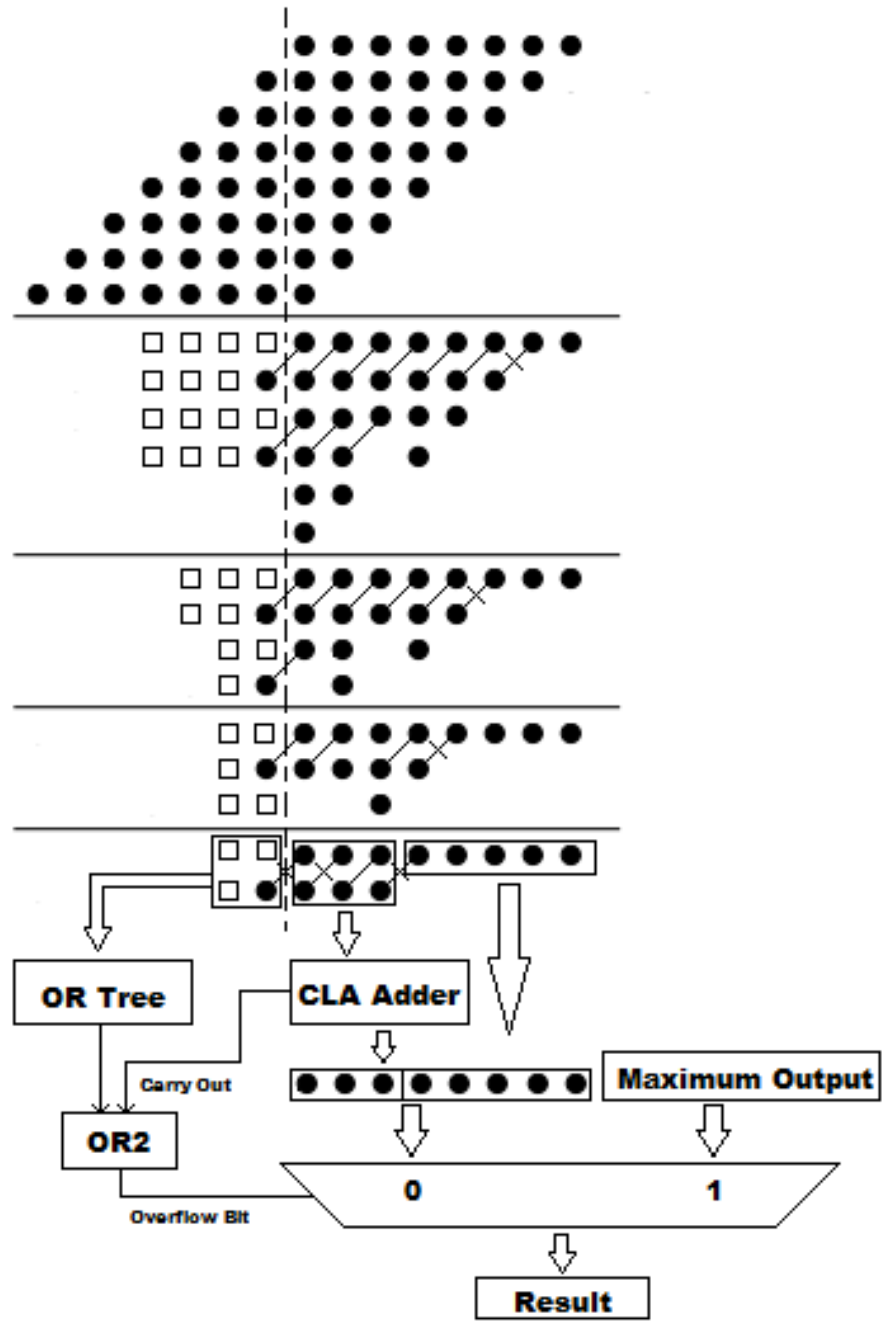 OR Tree
CLA Adder
Carry Out
Maximum Output
OR2
0
1
Overflow Bit
Result